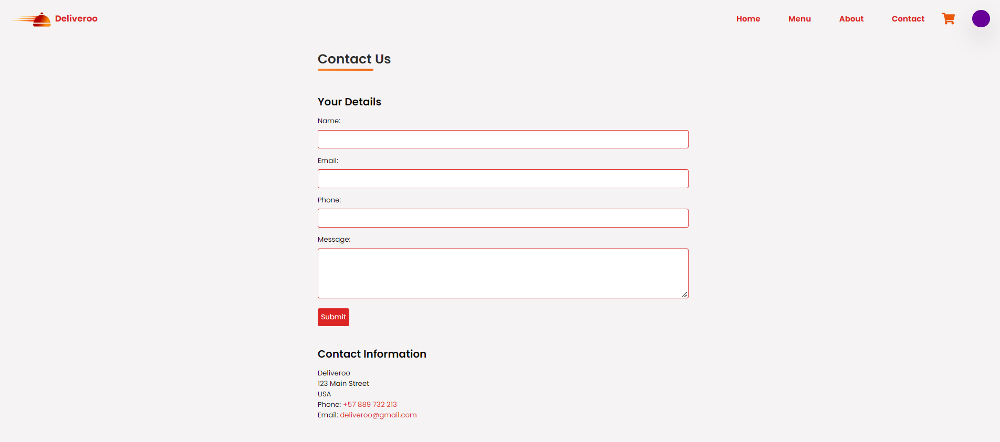 Deliveroo
Home
Menu
About
Contact
Contact Us
Your Details
Name:
Email:
Phone:
Message:
Submit
Contact Information
Deliveroo
123 Main Street
USA
Phone: +57 889 732 213
Email: deliveroo@gmail.com